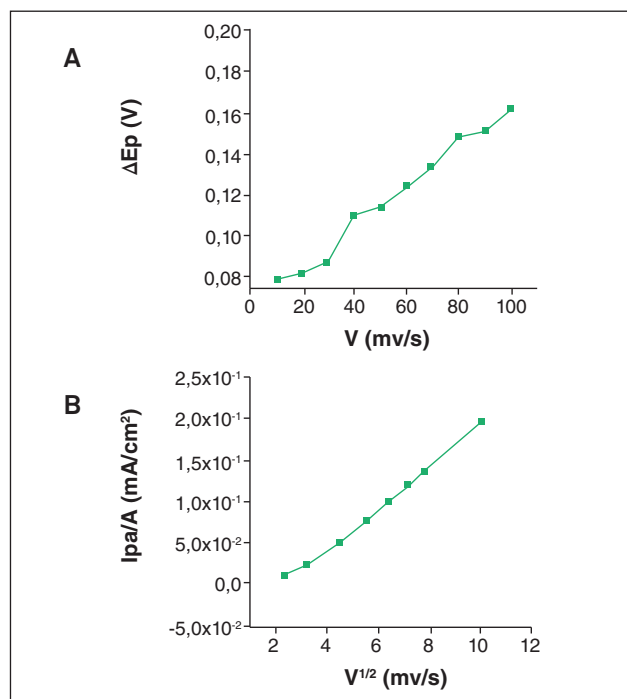 A
ΔEp (V)
0,20
0,18
0,16
0,14
0,12
0,10
0,08
0 20 40 60 80 100
V (mv/s)
B
Ipa/A (mA/cm²)
2,5x10⁻¹
2,0x10⁻¹
1,5x10⁻¹
1,0x10⁻¹
5,0x10⁻²
0,0
-5,0x10⁻²
2 4 6 8 10 12
V¹/² (mv/s)